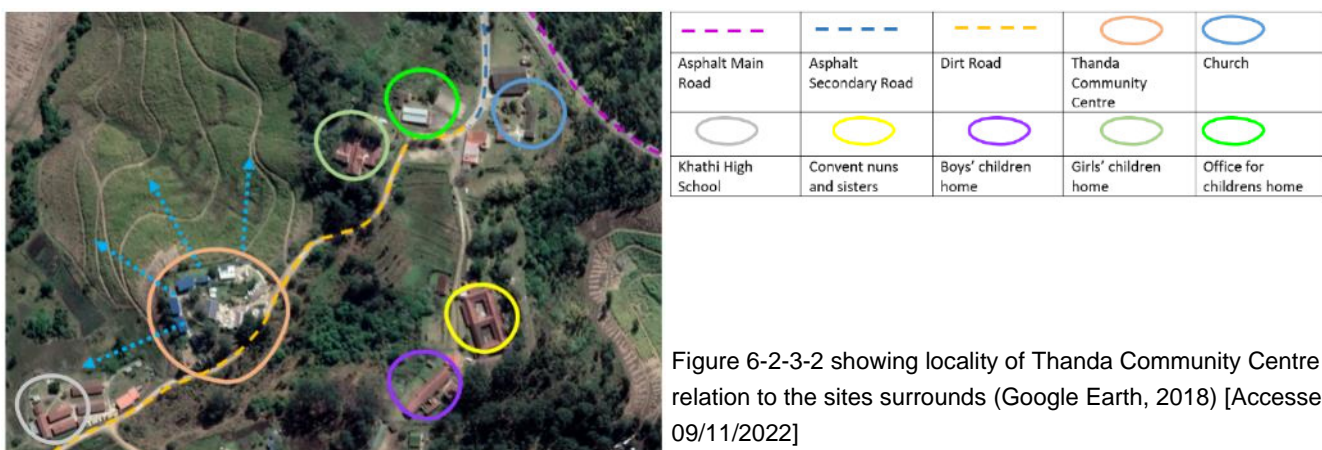 Asphalt Main
Road
Asphalt
Secondary Road
Dirt Road
Thanda
Community
Centre
Church
Khathi High
School
Convent nuns
and sisters
Boys' children
home
Girls' children
home
Office for
childrens home
Figure 6-2-3-2 showing locality of Thanda Community Centre
relation to the sites surrounds (Google Earth, 2018) [Accesse
09/11/2022]